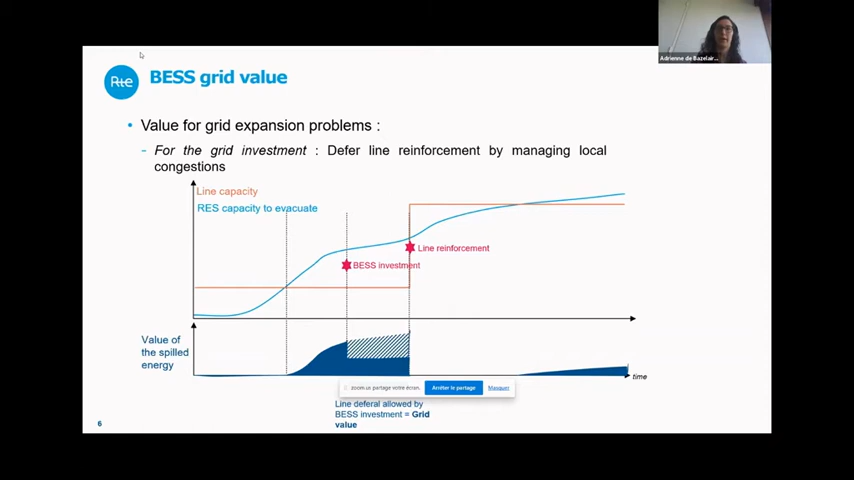 Adrienne de Bazelair...
Rte
BESS grid value
• Value for grid expansion problems :
- For the grid investment : Defer line reinforcement by managing local
congestions
Line capacity
RES capacity to evacuate
Line reinforcement
BESS investment
Value of
the spilled
energy
time
zoom.us partage votre écran.
Arrêter le partage
Masquer
Line deferal allowed by
BESS investment = Grid
value
6